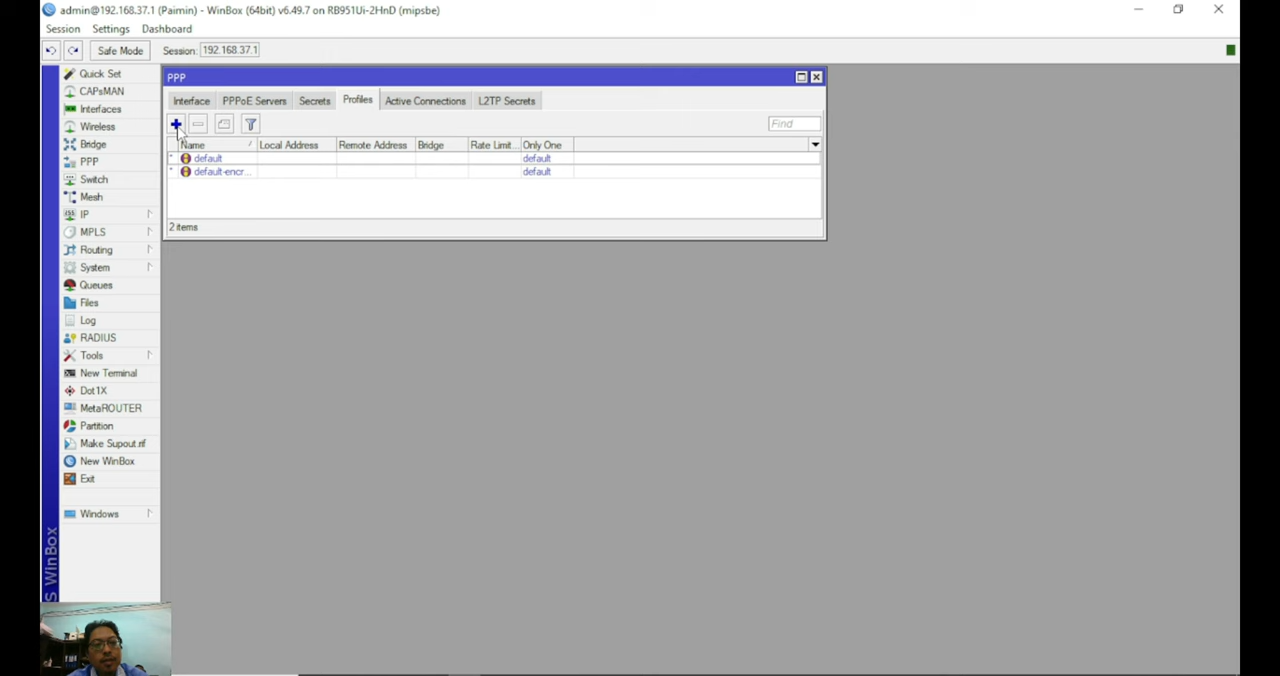 admin@192.168.37.1 (Paimin) - WinBox (64bit) v6.49.7 on RB951Ui-2HnD (mipsbe)
Session Settings Dashboard
Safe Mode Session: 192.168.37.1
Quick Set
CAPsMAN
Interfaces
Wireless
Bridge
PPP
Switch
Mesh
IP
MPLS
Routing
System
Queues
Files
Log
RADIUS
Tools
New Terminal
Dot1X
MetaROUTER
Partition
Make Supout.rif
New WinBox
Exit
Windows
S WinBox
PPP
Interface PPPoE Servers Secrets Profiles Active Connections L2TP Secrets
Find
Name Local Address Remote Address Bridge Rate Limit... Only One
* default default
* default-encr... default
2 items